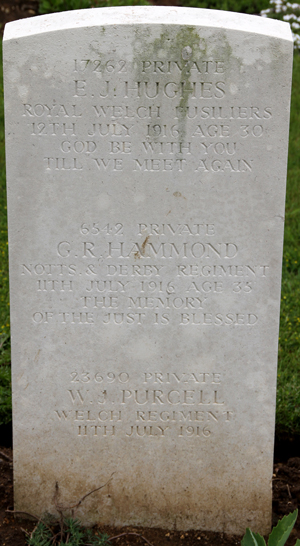 17262 PRIVATE
E. J. HUGHES
ROYAL WELCH FUSILIERS
12TH JULY 1916 AGE 30
GOD BE WITH YOU
TILL WE MEET AGAIN
6542 PRIVATE
G. R. HAMMOND
NOTTS & DERBY REGIMENT
11TH JULY 1916 AGE 35
THE MEMORY
OF THE JUST IS BLESSED
23690 PRIVATE
W. J. PURCELL
WELCH REGIMENT
11TH JULY 1916